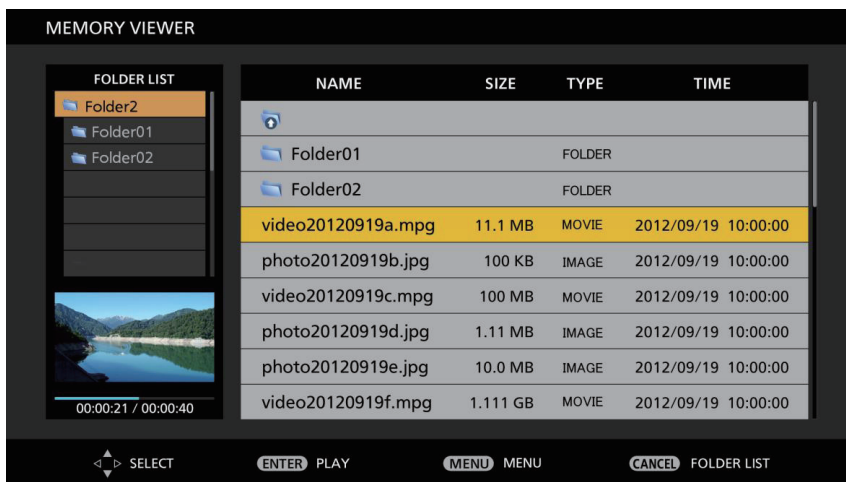 MEMORY VIEWER
FOLDER LIST
Folder2
Folder01
Folder02
00:00:21 / 00:00:40
NAME SIZE TYPE TIME
Folder01 FOLDER
Folder02 FOLDER
video20120919a.mpg 11.1 MB MOVIE 2012/09/19 10:00:00
photo20120919b.jpg 100 KB IMAGE 2012/09/19 10:00:00
video20120919c.mpg 100 MB MOVIE 2012/09/19 10:00:00
photo20120919d.jpg 1.11 MB IMAGE 2012/09/19 10:00:00
photo20120919e.jpg 10.0 MB IMAGE 2012/09/19 10:00:00
video20120919f.mpg 1.111 GB MOVIE 2012/09/19 10:00:00
SELECT ENTER PLAY MENU MENU CANCEL FOLDER LIST